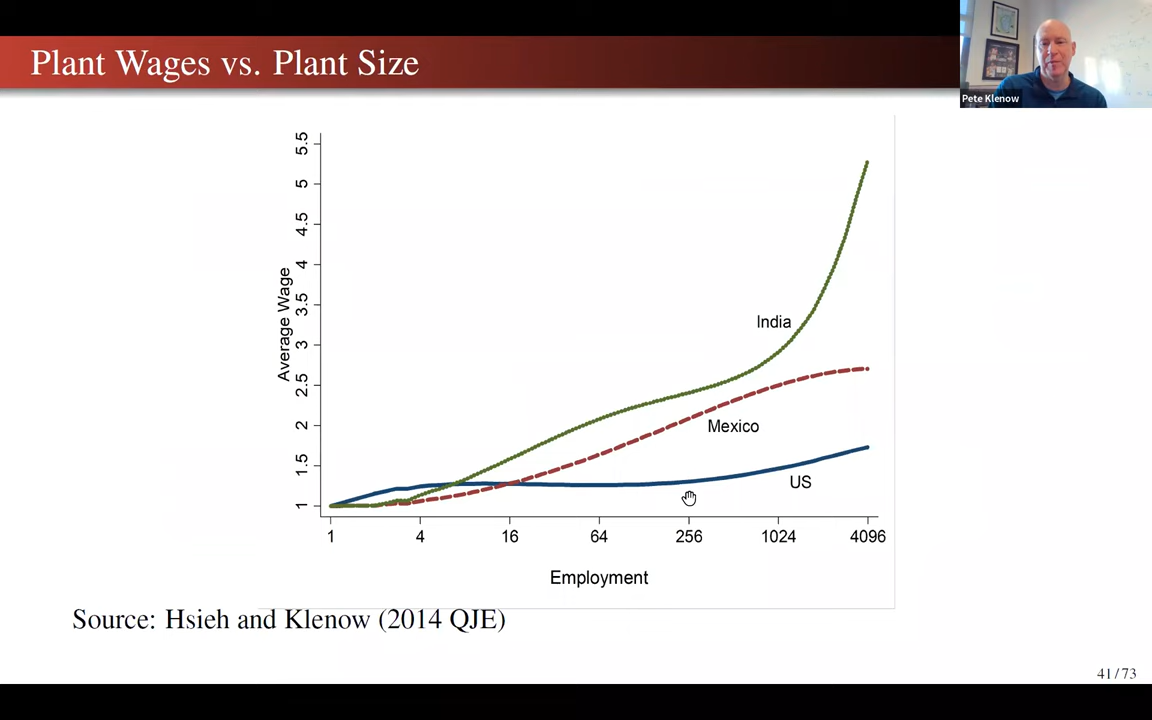 Plant Wages vs. Plant Size
Pete Klenow
5.5
5
4.5
4
3.5
3
2.5
2
1.5
1
Average Wage
India
Mexico
US
1 4 16 64 256 1024 4096
Employment
Source: Hsieh and Klenow (2014 QJE)
41 / 73